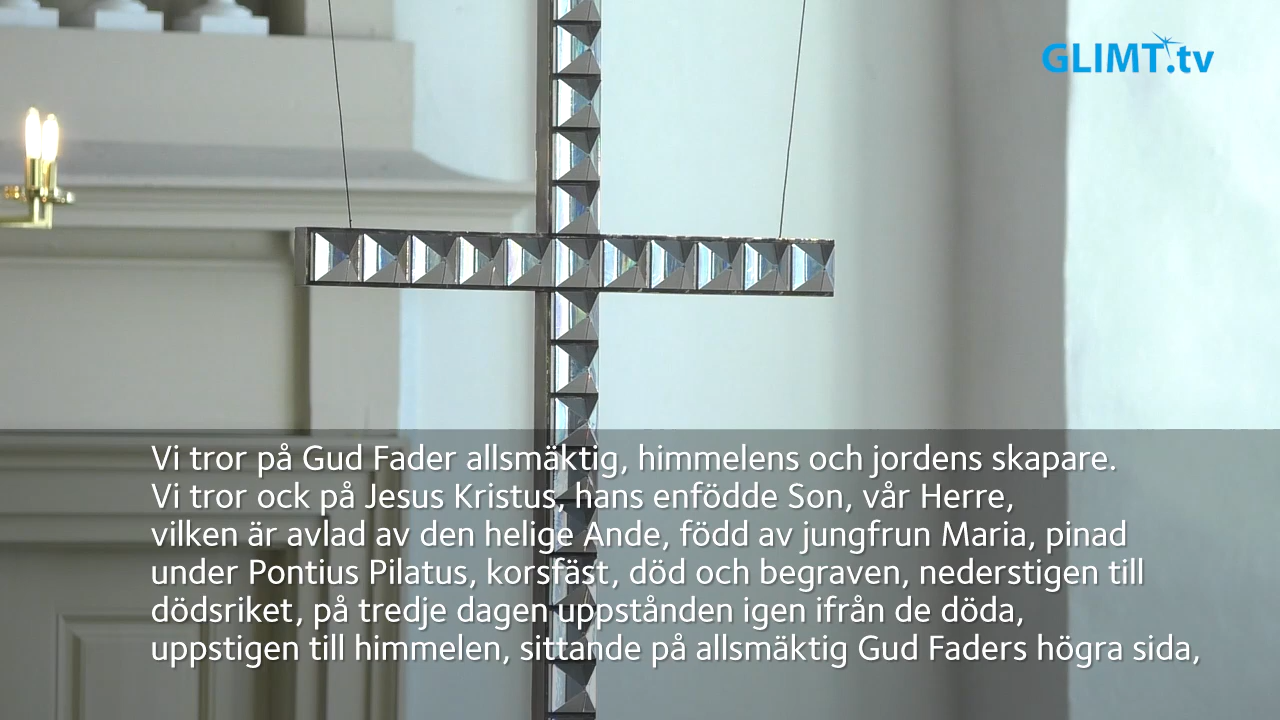 GLIMT.tv
Vi tror på Gud Fader allsmäktig, himmelens och jordens skapare.
Vi tror ock på Jesus Kristus, hans enfödde Son, vår Herre,
vilken är avlad av den helige Ande, född av jungfrun Maria, pinad
under Pontius Pilatus, korsfäst, död och begraven, nederstigen till
dödsriket, på tredje dagen uppstånden igen ifrån de döda,
uppstigen till himmelen, sittande på allsmäktig Gud Faders högra sida,